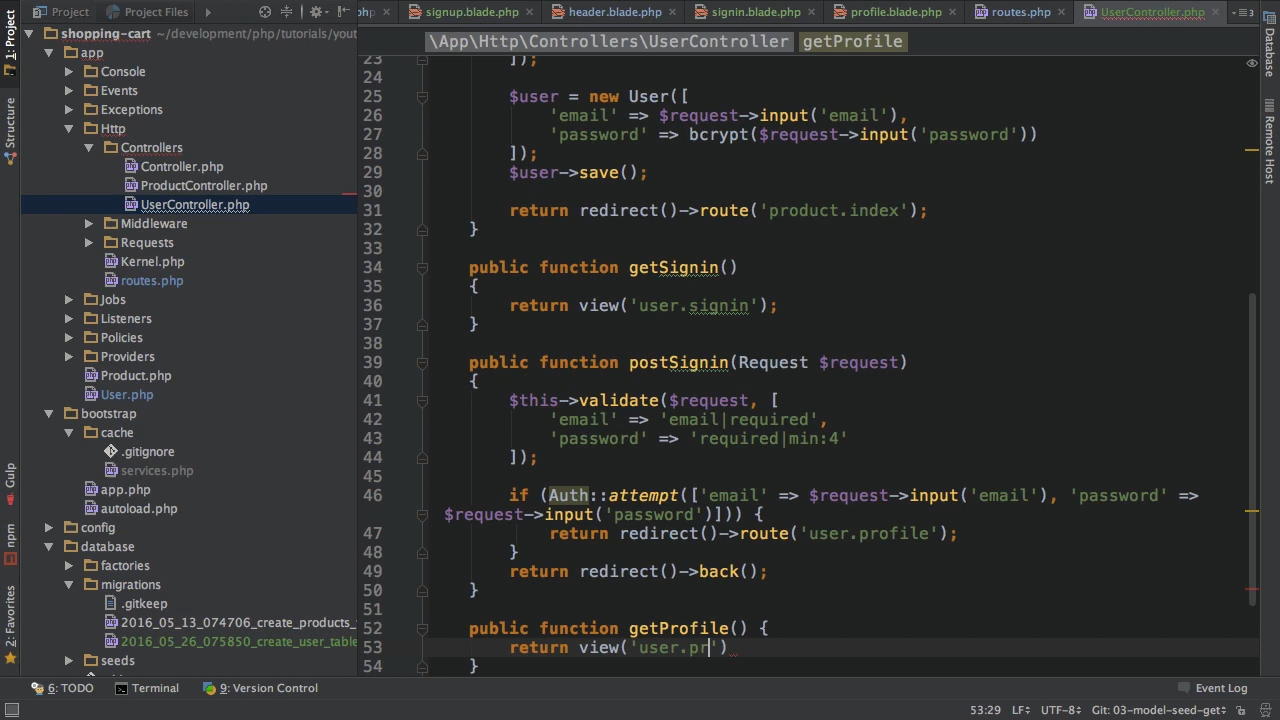 Project
Project Files
php
signup.blade.php
header.blade.php
signin.blade.php
profile.blade.php
routes.php
UserController.php
3
1: Project
Structure
Gulp
npm
2: Favorites
shopping-cart ~/development/php/tutorials/yout
app
Console
Events
Exceptions
Http
Controllers
Controller.php
ProductController.php
UserController.php
Middleware
Requests
Kernel.php
routes.php
Jobs
Listeners
Policies
Providers
Product.php
User.php
bootstrap
cache
.gitignore
services.php
app.php
autoload.php
config
database
factories
migrations
.gitkeep
2016_05_13_074706_create_products_
2016_05_26_075850_create_user_table
seeds
\App\Http\Controllers\UserController getProfile
23 ]);
24
25 $user = new User([
26 'email' => $request->input('email'),
27 'password' => bcrypt($request->input('password'))
28 ]);
29 $user->save();
30
31 return redirect()->route('product.index');
32 }
33
34 public function getSignin()
35 {
36 return view('user.signin');
37 }
38
39 public function postSignin(Request $request)
40 {
41 $this->validate($request, [
42 'email' => 'email|required',
43 'password' => 'required|min:4'
44 ]);
45
46 if (Auth::attempt(['email' => $request->input('email'), 'password' =>
$request->input('password')])) {
47 return redirect()->route('user.profile');
48 }
49 return redirect()->back();
50 }
51
52 public function getProfile() {
53 return view('user.pr')
54 }
Database
Remote Host
6: TODO
Terminal
9: Version Control
Event Log
53:29 LF÷ UTF-8÷ Git: 03-model-seed-get÷